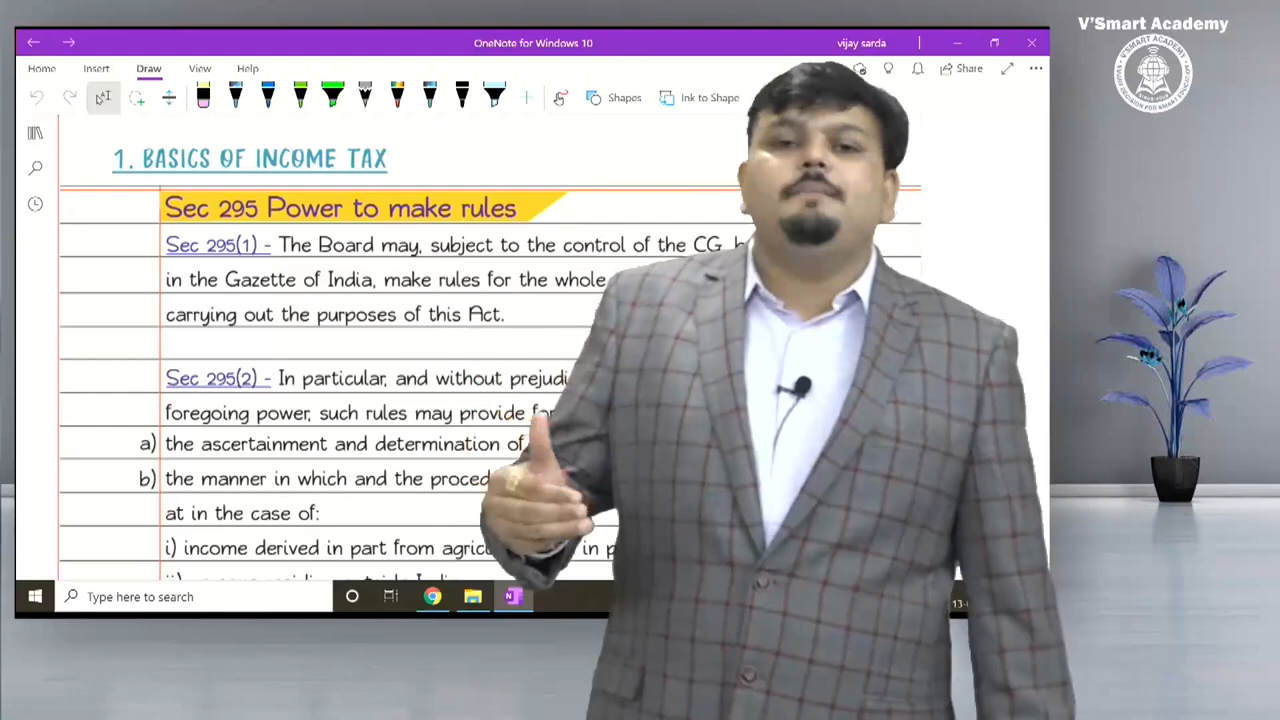 V'Smart Academy
OneNote for Windows 10
vijay sarda
Home Insert Draw View Help
Share
Shapes
Ink to Shape
1. BASICS OF INCOME TAX
Sec 295 Power to make rules
Sec 295(1) - The Board may, subject to the control of the CG,
in the Gazette of India, make rules for the whole
carrying out the purposes of this Act.
Sec 295(2) - In particular, and without
foregoing power, such rules may provide for
a) the ascertainment and determination of
b) the manner in which and the
at in the case of:
i) income derived in part from in
Type here to search